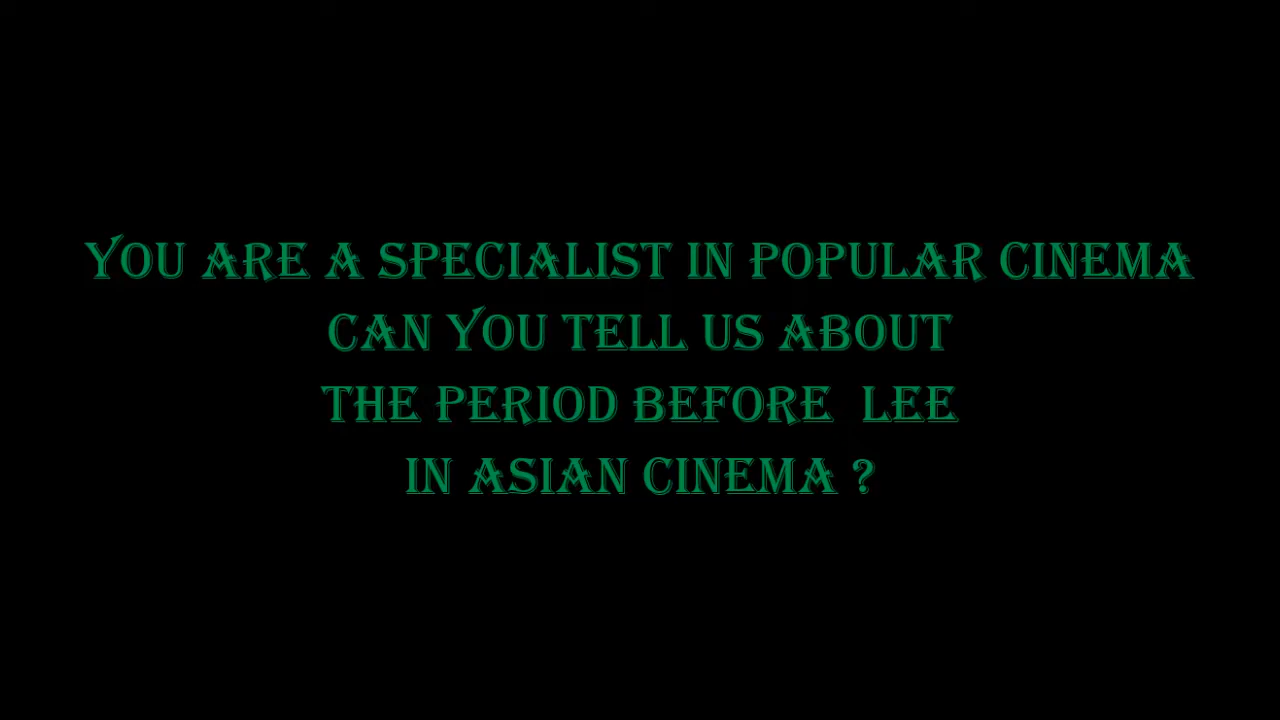 YOU ARE A SPECIALIST IN POPULAR CINEMA
CAN YOU TELL US ABOUT
THE PERIOD BEFORE  LEE
IN ASIAN CINEMA ?